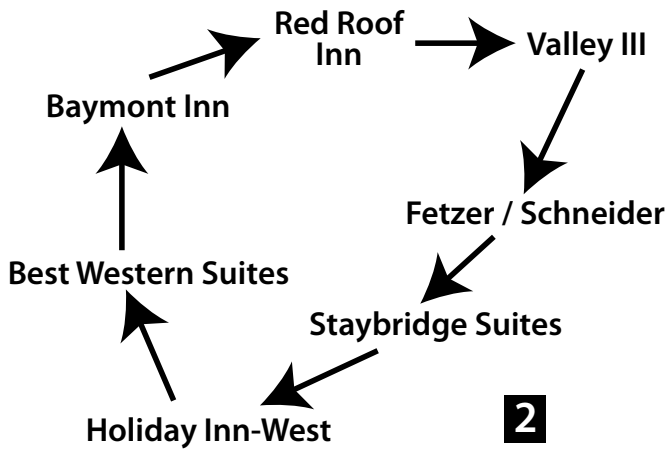 Red Roof
Inn
Valley III
Baymont Inn
Fetzer / Schneider
Best Western Suites
Staybridge Suites
Holiday Inn-West
2